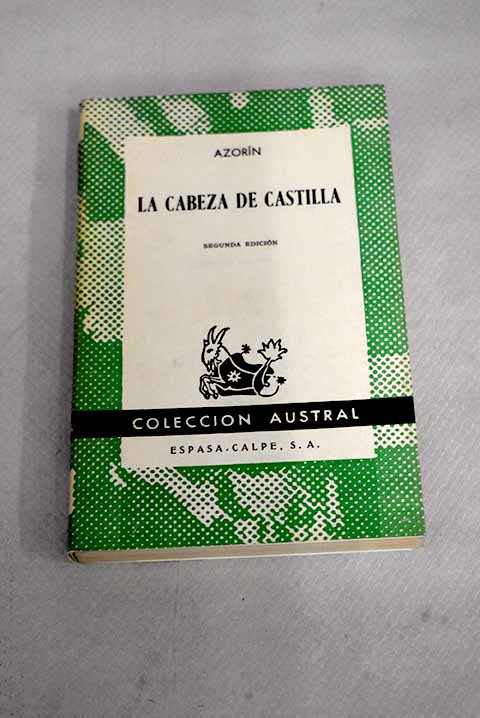 AZORÍN
LA CABEZA DE CASTILLA
SEGUNDA EDICIÓN
COLECCION AUSTRAL
ESPASA-CALPE, S. A.